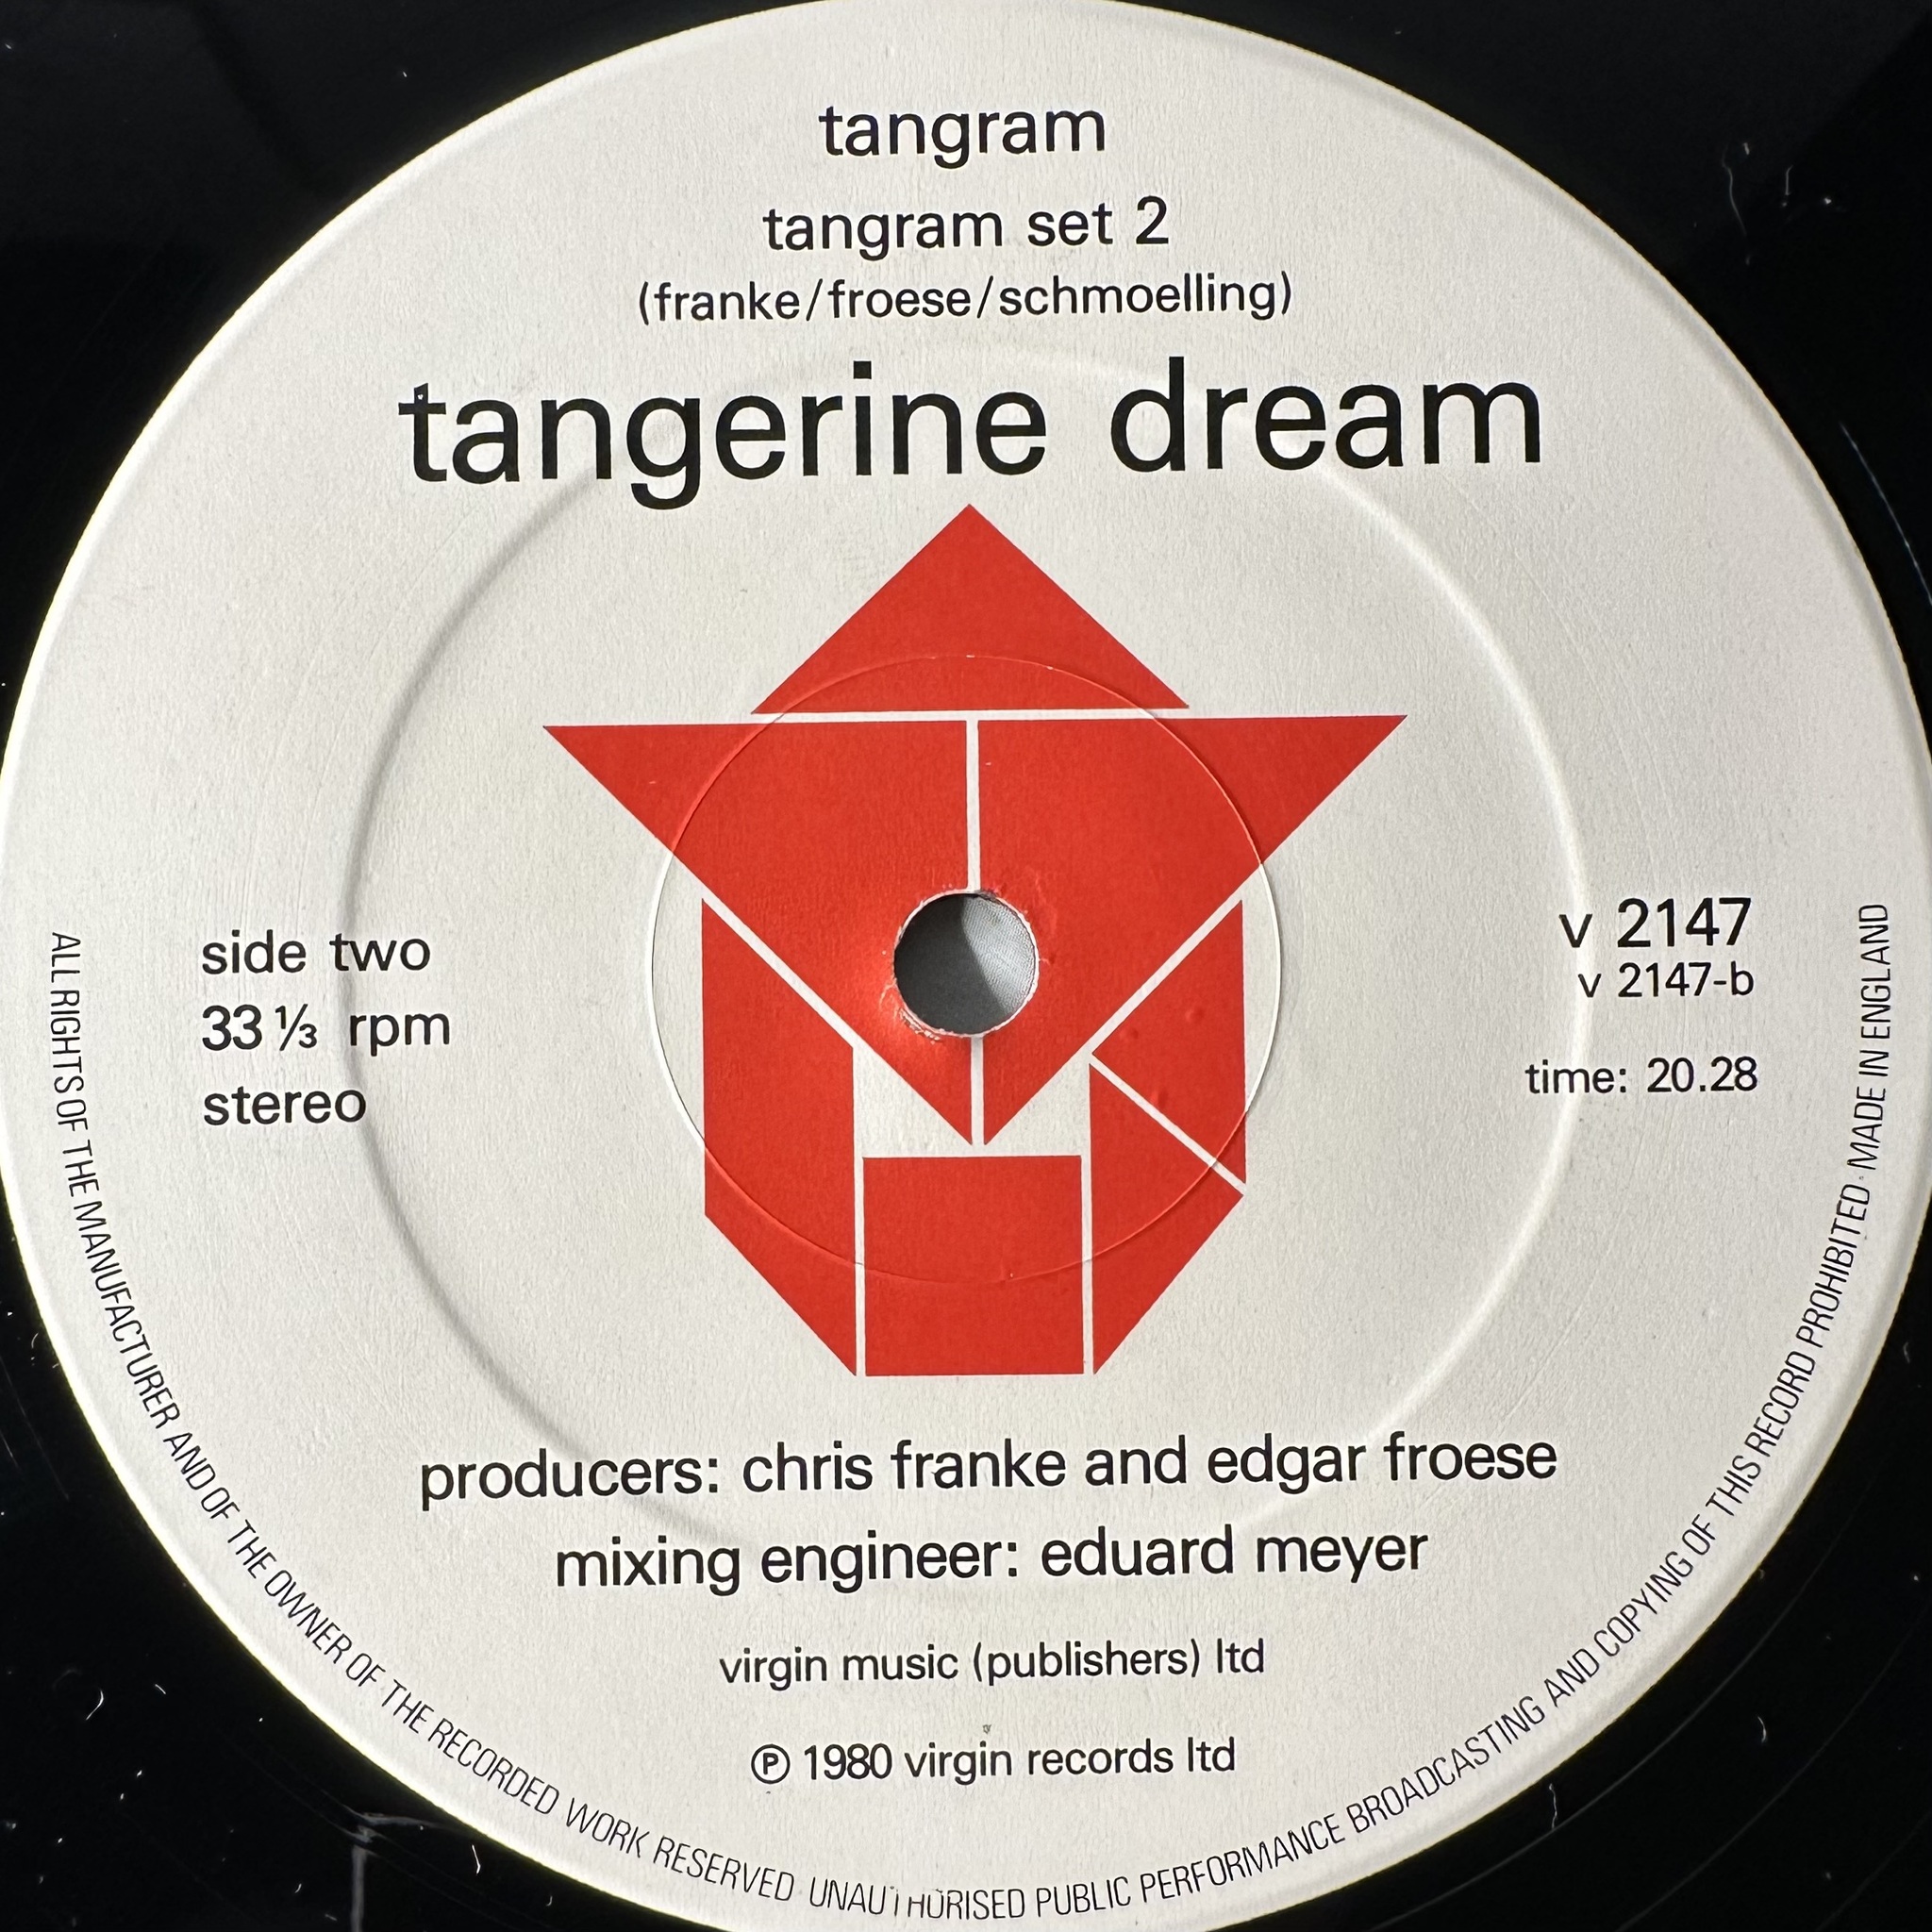 tangram
tangram set 2
(franke/froese/schmoelling)
tangerine dream
side two
33 ⅓ rpm
stereo
v 2147
v 2147-b
time: 20.28
producers: chris franke and edgar froese
mixing engineer: eduard meyer
virgin music (publishers) ltd
℗ 1980 virgin records ltd
ALL RIGHTS OF THE MANUFACTURER AND OF THE OWNER OF THE RECORDED WORK RESERVED · UNAUTHORISED PUBLIC PERFORMANCE BROADCASTING AND COPYING OF THIS RECORD PROHIBITED · MADE IN ENGLAND